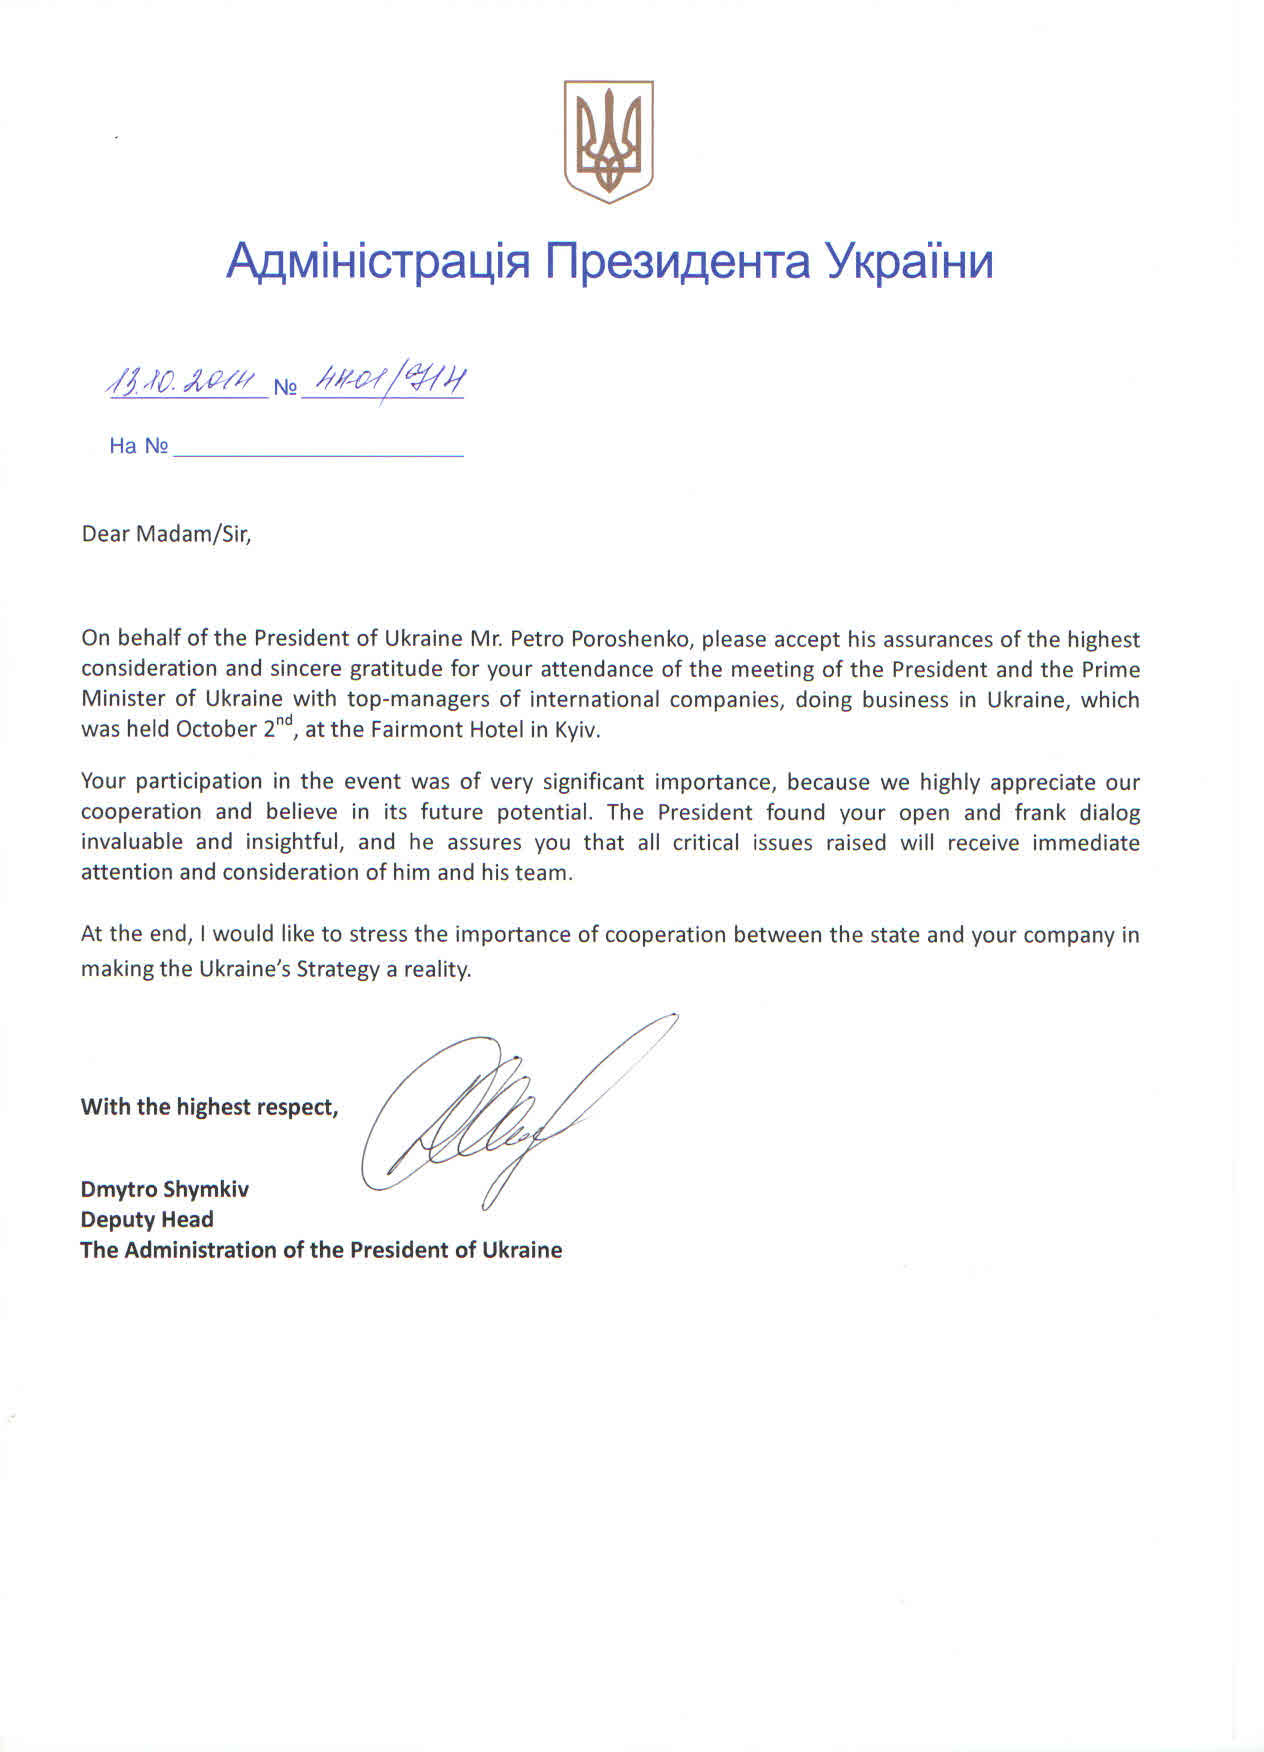 Адміністрація Президента України
13.10.2014 № 44-01/714
На №
Dear Madam/Sir,
On behalf of the President of Ukraine Mr. Petro Poroshenko, please accept his assurances of the highest
consideration and sincere gratitude for your attendance of the meeting of the President and the Prime
Minister of Ukraine with top-managers of international companies, doing business in Ukraine, which
was held October 2nd, at the Fairmont Hotel in Kyiv.
Your participation in the event was of very significant importance, because we highly appreciate our
cooperation and believe in its future potential. The President found your open and frank dialog
invaluable and insightful, and he assures you that all critical issues raised will receive immediate
attention and consideration of him and his team.
At the end, I would like to stress the importance of cooperation between the state and your company in
making the Ukraine’s Strategy a reality.
With the highest respect,
Dmytro Shymkiv
Deputy Head
The Administration of the President of Ukraine